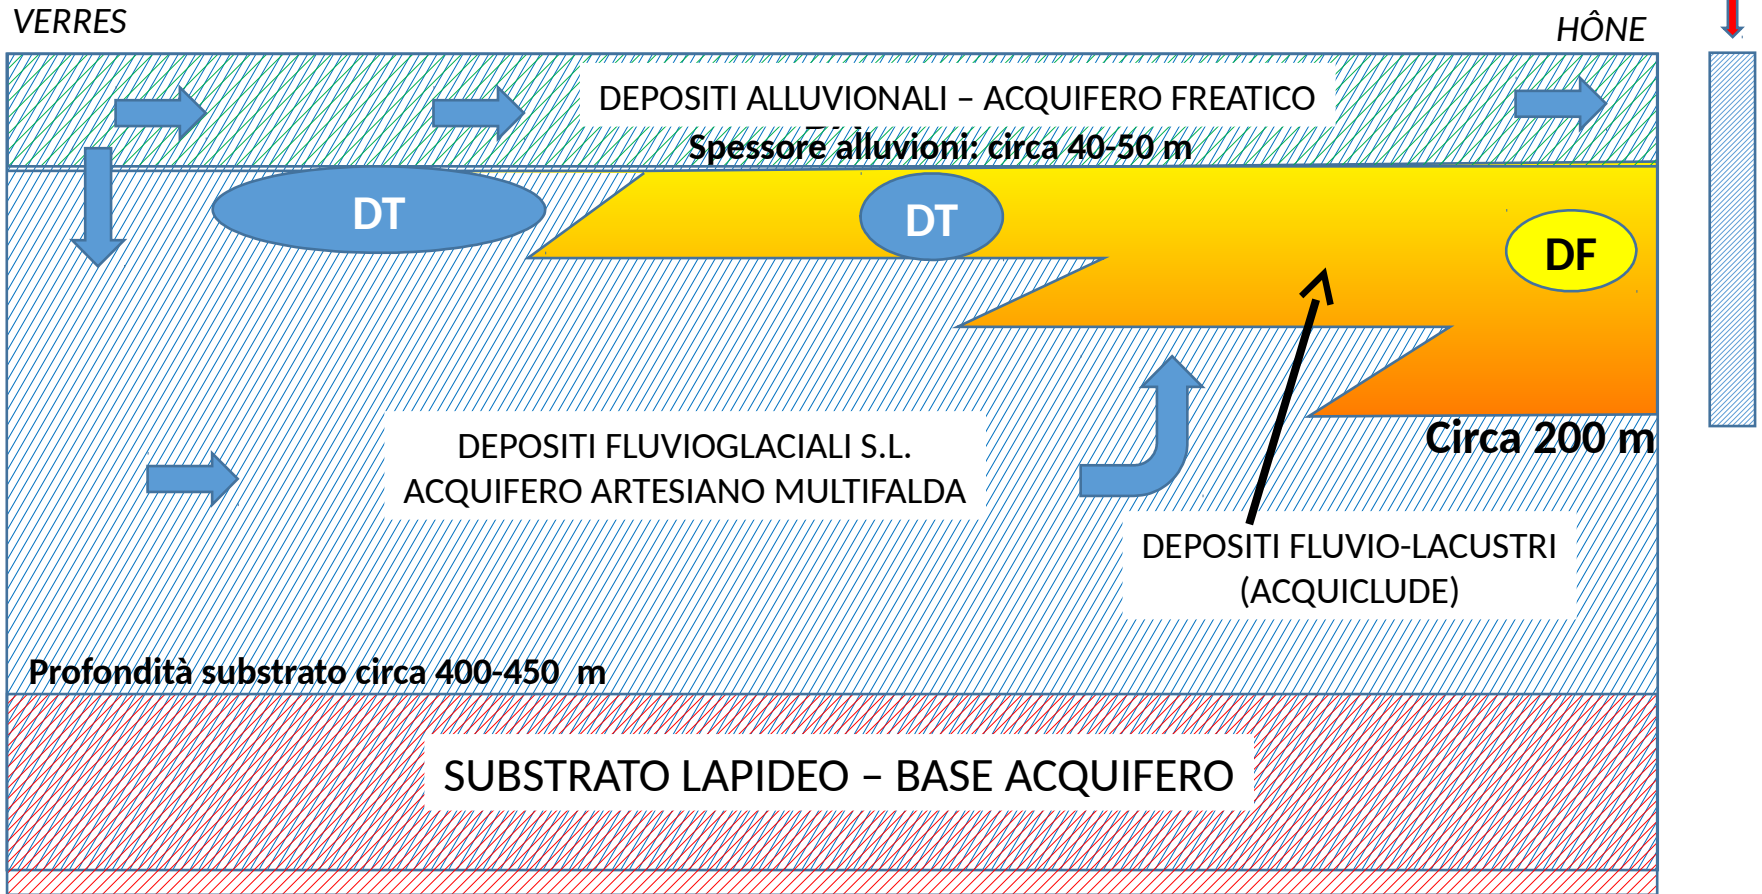 VERRES
HÔNE
DEPOSITI ALLUVIONALI – ACQUIFERO FREATICO
Spessore alluvioni: circa 40-50 m
DT
DT
DF
Circa 200 m
DEPOSITI FLUVIOGLACIALI S.L.
ACQUIFERO ARTESIANO MULTIFALDA
DEPOSITI FLUVIO-LACUSTRI
(ACQUICLUDE)
Profondità substrato circa 400-450 m
SUBSTRATO LAPIDEO – BASE ACQUIFERO